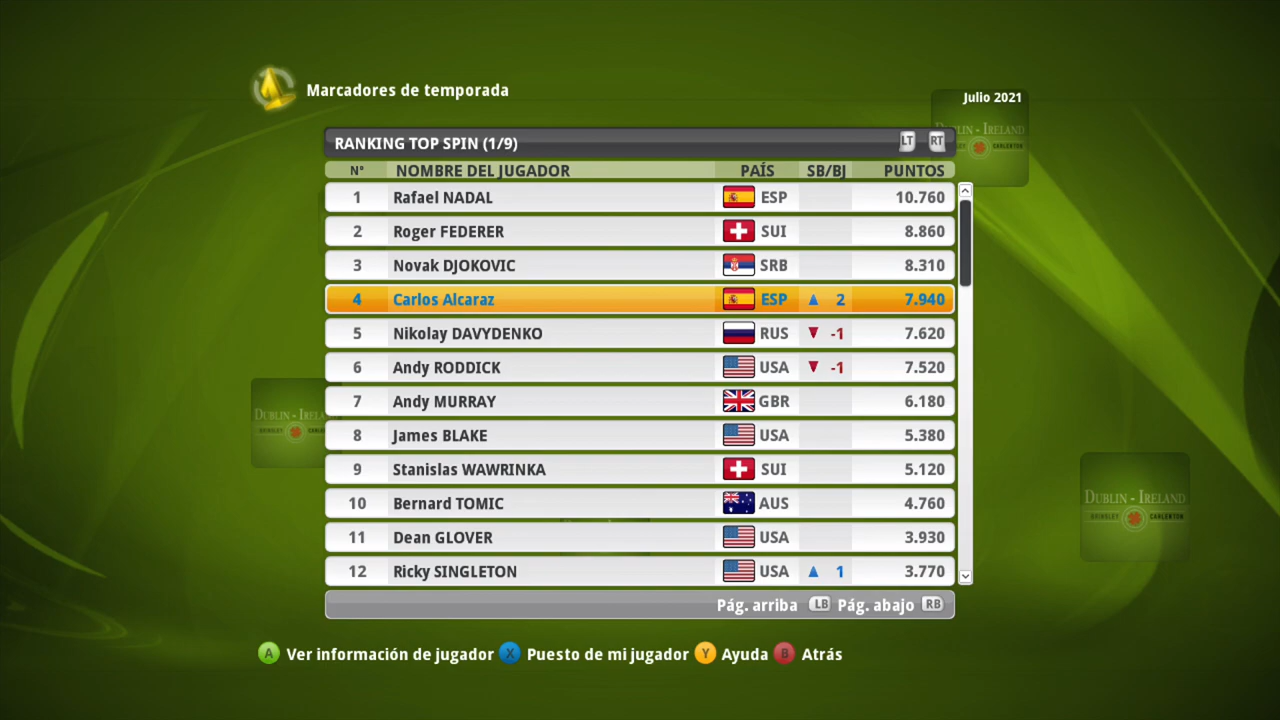 Marcadores de temporada
Julio 2021
RANKING TOP SPIN (1/9) LT RT
N° NOMBRE DEL JUGADOR PAÍS SB/BJ PUNTOS
1 Rafael NADAL ESP 10.760
2 Roger FEDERER SUI 8.860
3 Novak DJOKOVIC SRB 8.310
4 Carlos Alcaraz ESP 2 7.940
5 Nikolay DAVYDENKO RUS -1 7.620
6 Andy RODDICK USA -1 7.520
7 Andy MURRAY GBR 6.180
8 James BLAKE USA 5.380
9 Stanislas WAWRINKA SUI 5.120
10 Bernard TOMIC AUS 4.760
11 Dean GLOVER USA 3.930
12 Ricky SINGLETON USA 1 3.770
DUBLIN - IRELAND
BRINSLEY CARLERTON
Pág. arriba LB Pág. abajo RB
A Ver información de jugador X Puesto de mi jugador Y Ayuda B Atrás